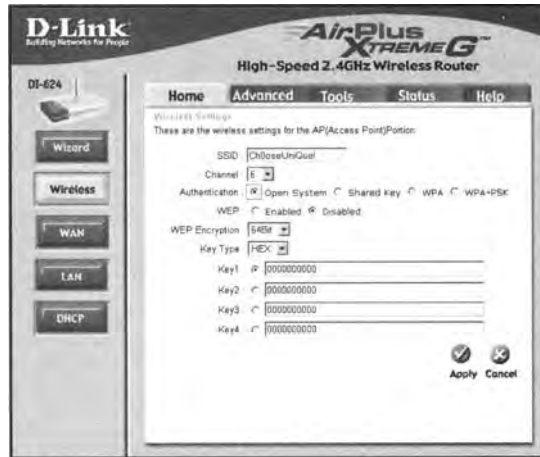 D-Link
Building Networks for People
AirPlus
XTREME G™
High-Speed 2.4GHz Wireless Router
DI-624
Home Advanced Tools Status Help
Wireless Settings
These are the wireless settings for the AP(Access Point)Portion.
Wizard
Wireless
WAN
LAN
DHCP
SSID Ch0oseUniQue!
Channel 6
Authentication Open System Shared Key WPA WPA-PSK
WEP Enabled Disabled
WEP Encryption 64Bit
Key Type HEX
Key1 0000000000
Key2 0000000000
Key3 0000000000
Key4 0000000000
Apply Cancel